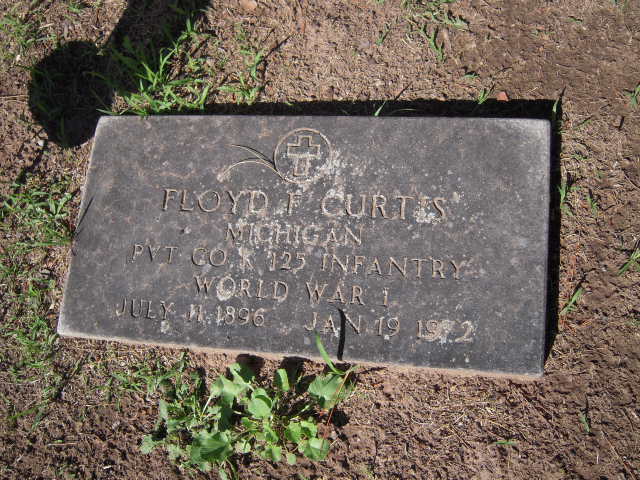 FLOYD F CURTIS
MICHIGAN
PVT CO K 125 INFANTRY
WORLD WAR I
JULY 11 1896 JAN 19 1972